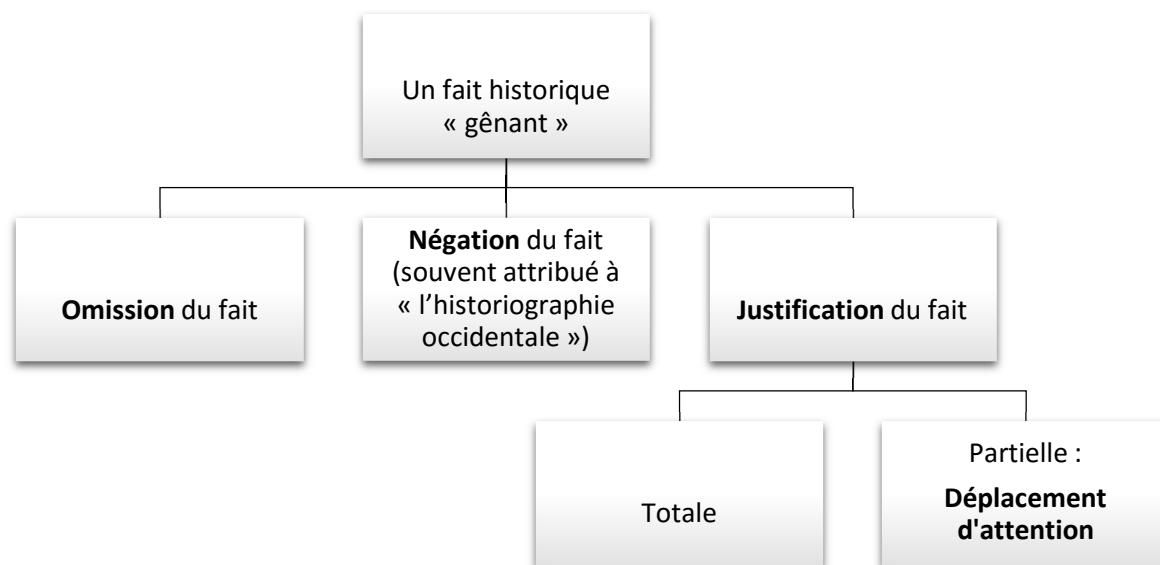 Un fait historique
« gênant »
Omission du fait
Négation du fait
(souvent attribué à
« l’historiographie
occidentale »)
Justification du fait
Totale
Partielle :
Déplacement
d'attention